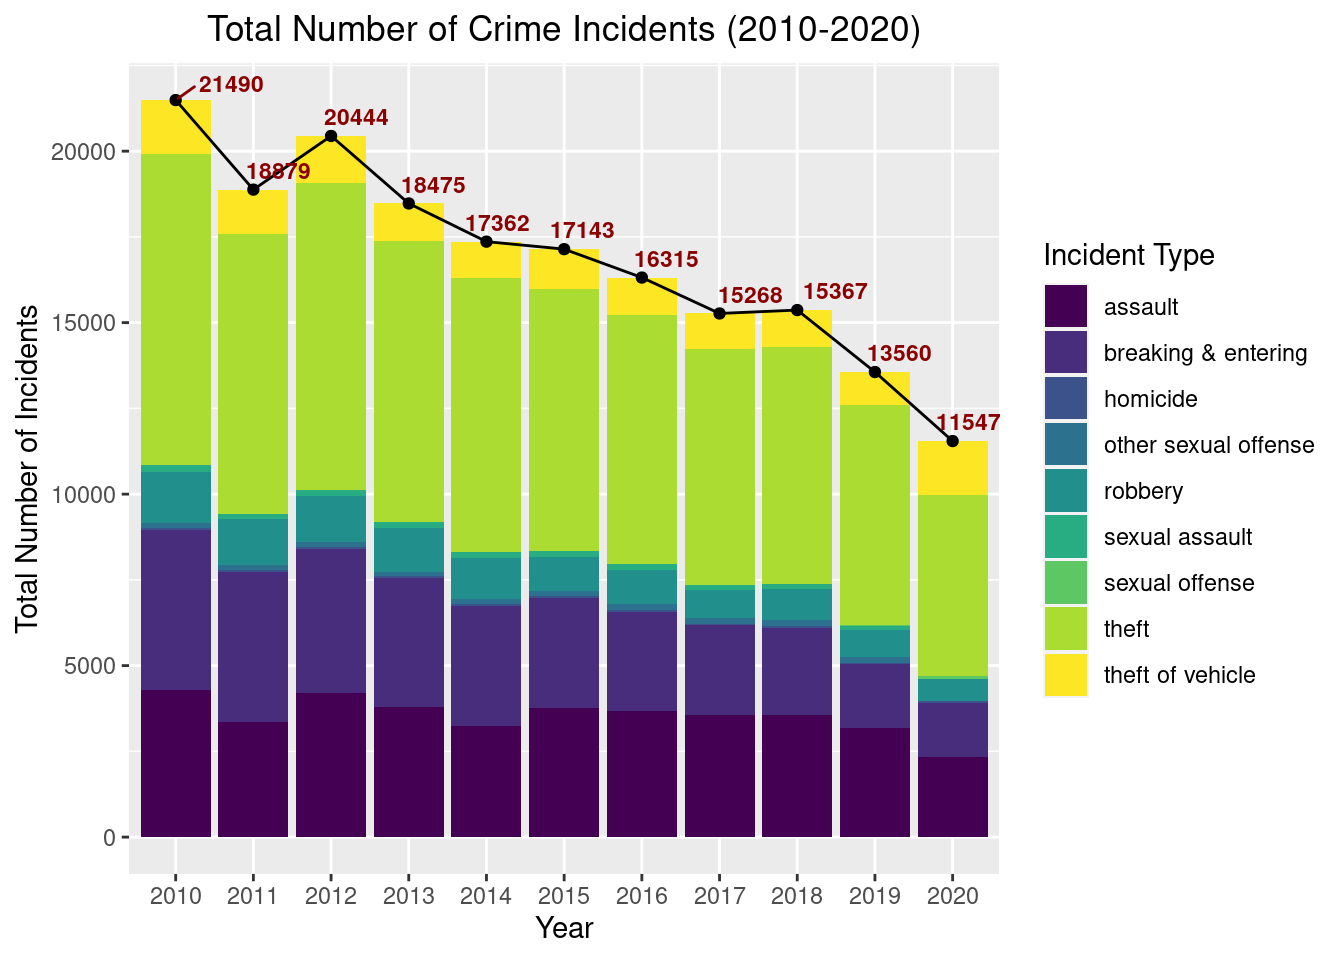 Total Number of Crime Incidents (2010-2020)
21490
20444
18879
18475
17362
17143
16315
15268
15367
13560
11547
20000
15000
10000
5000
0
Total Number of Incidents
2010 2011 2012 2013 2014 2015 2016 2017 2018 2019 2020
Year
Incident Type
assault
breaking & entering
homicide
other sexual offense
robbery
sexual assault
sexual offense
theft
theft of vehicle